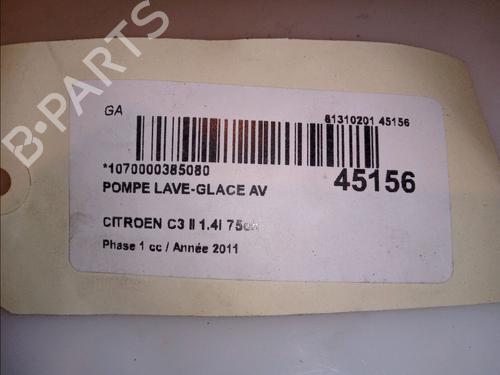 B-PARTS
GA
61310201 45156
*1070000385080
45156
POMPE LAVE-GLACE AV
CITROEN C3 II 1.4I 75ch
Phase 1 cc / Année 2011